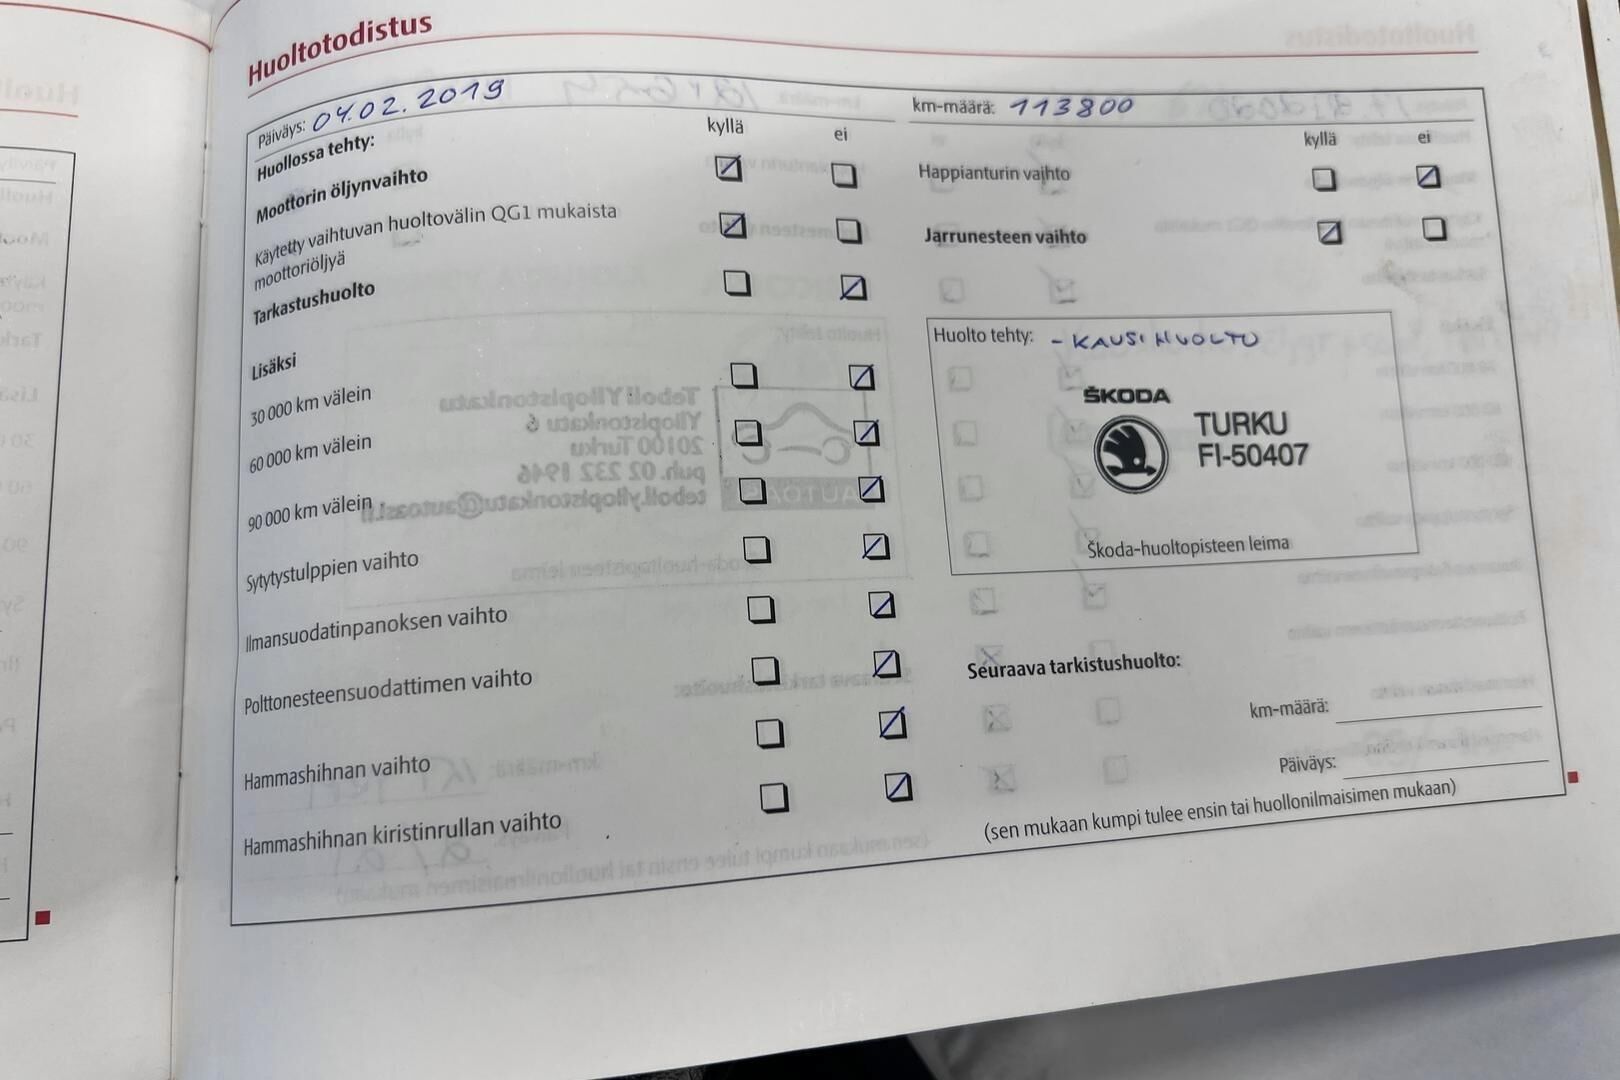 Huoltotodistus
Päiväys: 04.02.2019
km-määrä: 113800
Huollossa tehty:
kyllä
ei
kyllä
ei
Moottorin öljynvaihto
Happianturin vaihto
Käytetty vaihtuvan huoltovälin QG1 mukaista
moottoriöljyä
Jarrunesteen vaihto
Tarkastushuolto
Huolto tehty: - KAUSIHUOLTO
Lisäksi
30 000 km välein
ŠKODA
TURKU
FI-50407
60 000 km välein
90 000 km välein
Škoda-huoltopisteen leima
Sytytystulppien vaihto
Ilmansuodatinpanoksen vaihto
Polttonesteensuodattimen vaihto
Seuraava tarkistushuolto:
km-määrä:
Hammashihnan vaihto
Päiväys:
Hammashihnan kiristinrullan vaihto
(sen mukaan kumpi tulee ensin tai huollonilmaisimen mukaan)